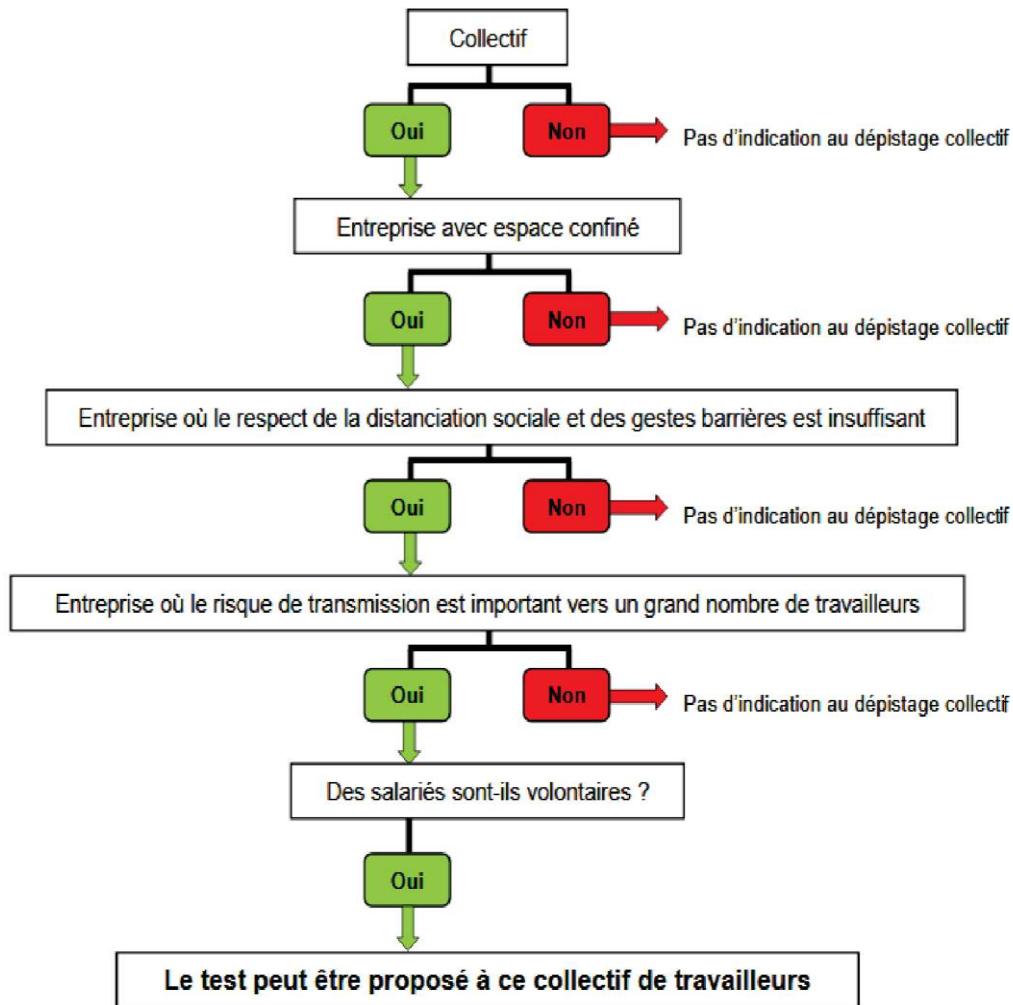 Collectif
Oui
Non
Pas d'indication au dépistage collectif
Entreprise avec espace confiné
Oui
Non
Pas d'indication au dépistage collectif
Entreprise où le respect de la distanciation sociale et des gestes barrières est insuffisant
Oui
Non
Pas d'indication au dépistage collectif
Entreprise où le risque de transmission est important vers un grand nombre de travailleurs
Oui
Non
Pas d'indication au dépistage collectif
Des salariés sont-ils volontaires ?
Oui
Le test peut être proposé à ce collectif de travailleurs